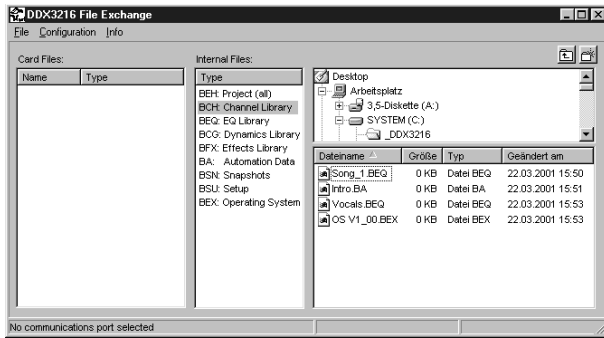 DDX3216 File Exchange
File Configuration Info
Card Files:
Name Type
Internal Files:
Type
BEH: Project (all)
BCH: Channel Library
BEQ: EQ Library
BCG: Dynamics Library
BFX: Effects Library
BA: Automation Data
BSN: Snapshots
BSU: Setup
BEX: Operating System
Desktop
Arbeitsplatz
3,5-Diskette (A:)
SYSTEM (C:)
_DDX3216
Dateiname Größe Typ Geändert am
Song_1.BEQ 0 KB Datei BEQ 22.03.2001 15:50
Intro.BA 0 KB Datei BA 22.03.2001 15:51
Vocals.BEQ 0 KB Datei BEQ 22.03.2001 15:53
OS V1_00.BEX 0 KB Datei BEX 22.03.2001 15:53
No communications port selected